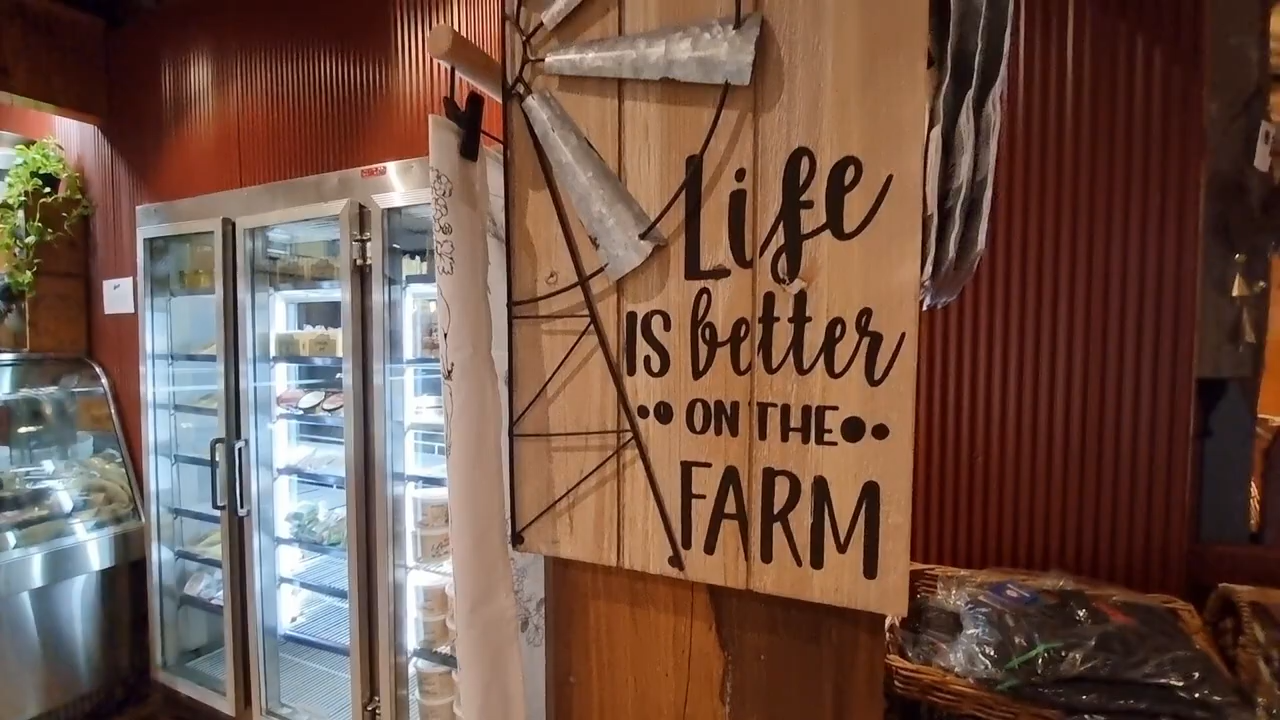 Life
IS better
•• ON THE ••
FARM